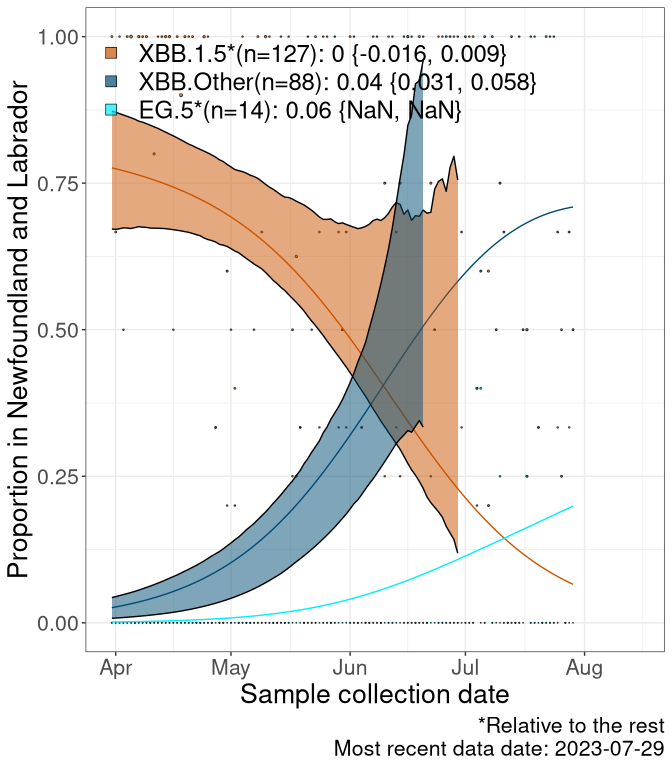 1.00
XBB.1.5*(n=127): 0 {-0.016, 0.009}
XBB.Other(n=88): 0.04 {0.031, 0.058}
EG.5*(n=14): 0.06 {NaN, NaN}
0.75
0.50
0.25
0.00
Proportion in Newfoundland and Labrador
Apr May Jun Jul Aug
Sample collection date
*Relative to the rest
Most recent data date: 2023-07-29